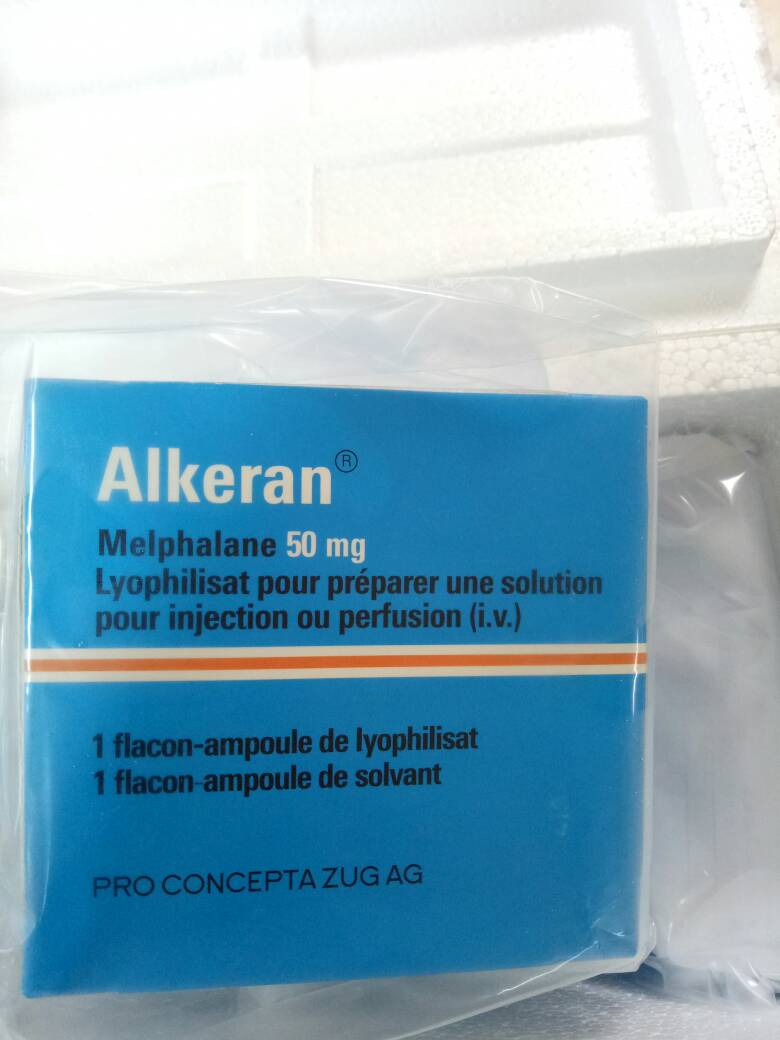 Alkeran®
Melphalane 50 mg
Lyophilisat pour préparer une solution
pour injection ou perfusion (i.v.)
1 flacon-ampoule de lyophilisat
1 flacon-ampoule de solvant
PRO CONCEPTA ZUG AG